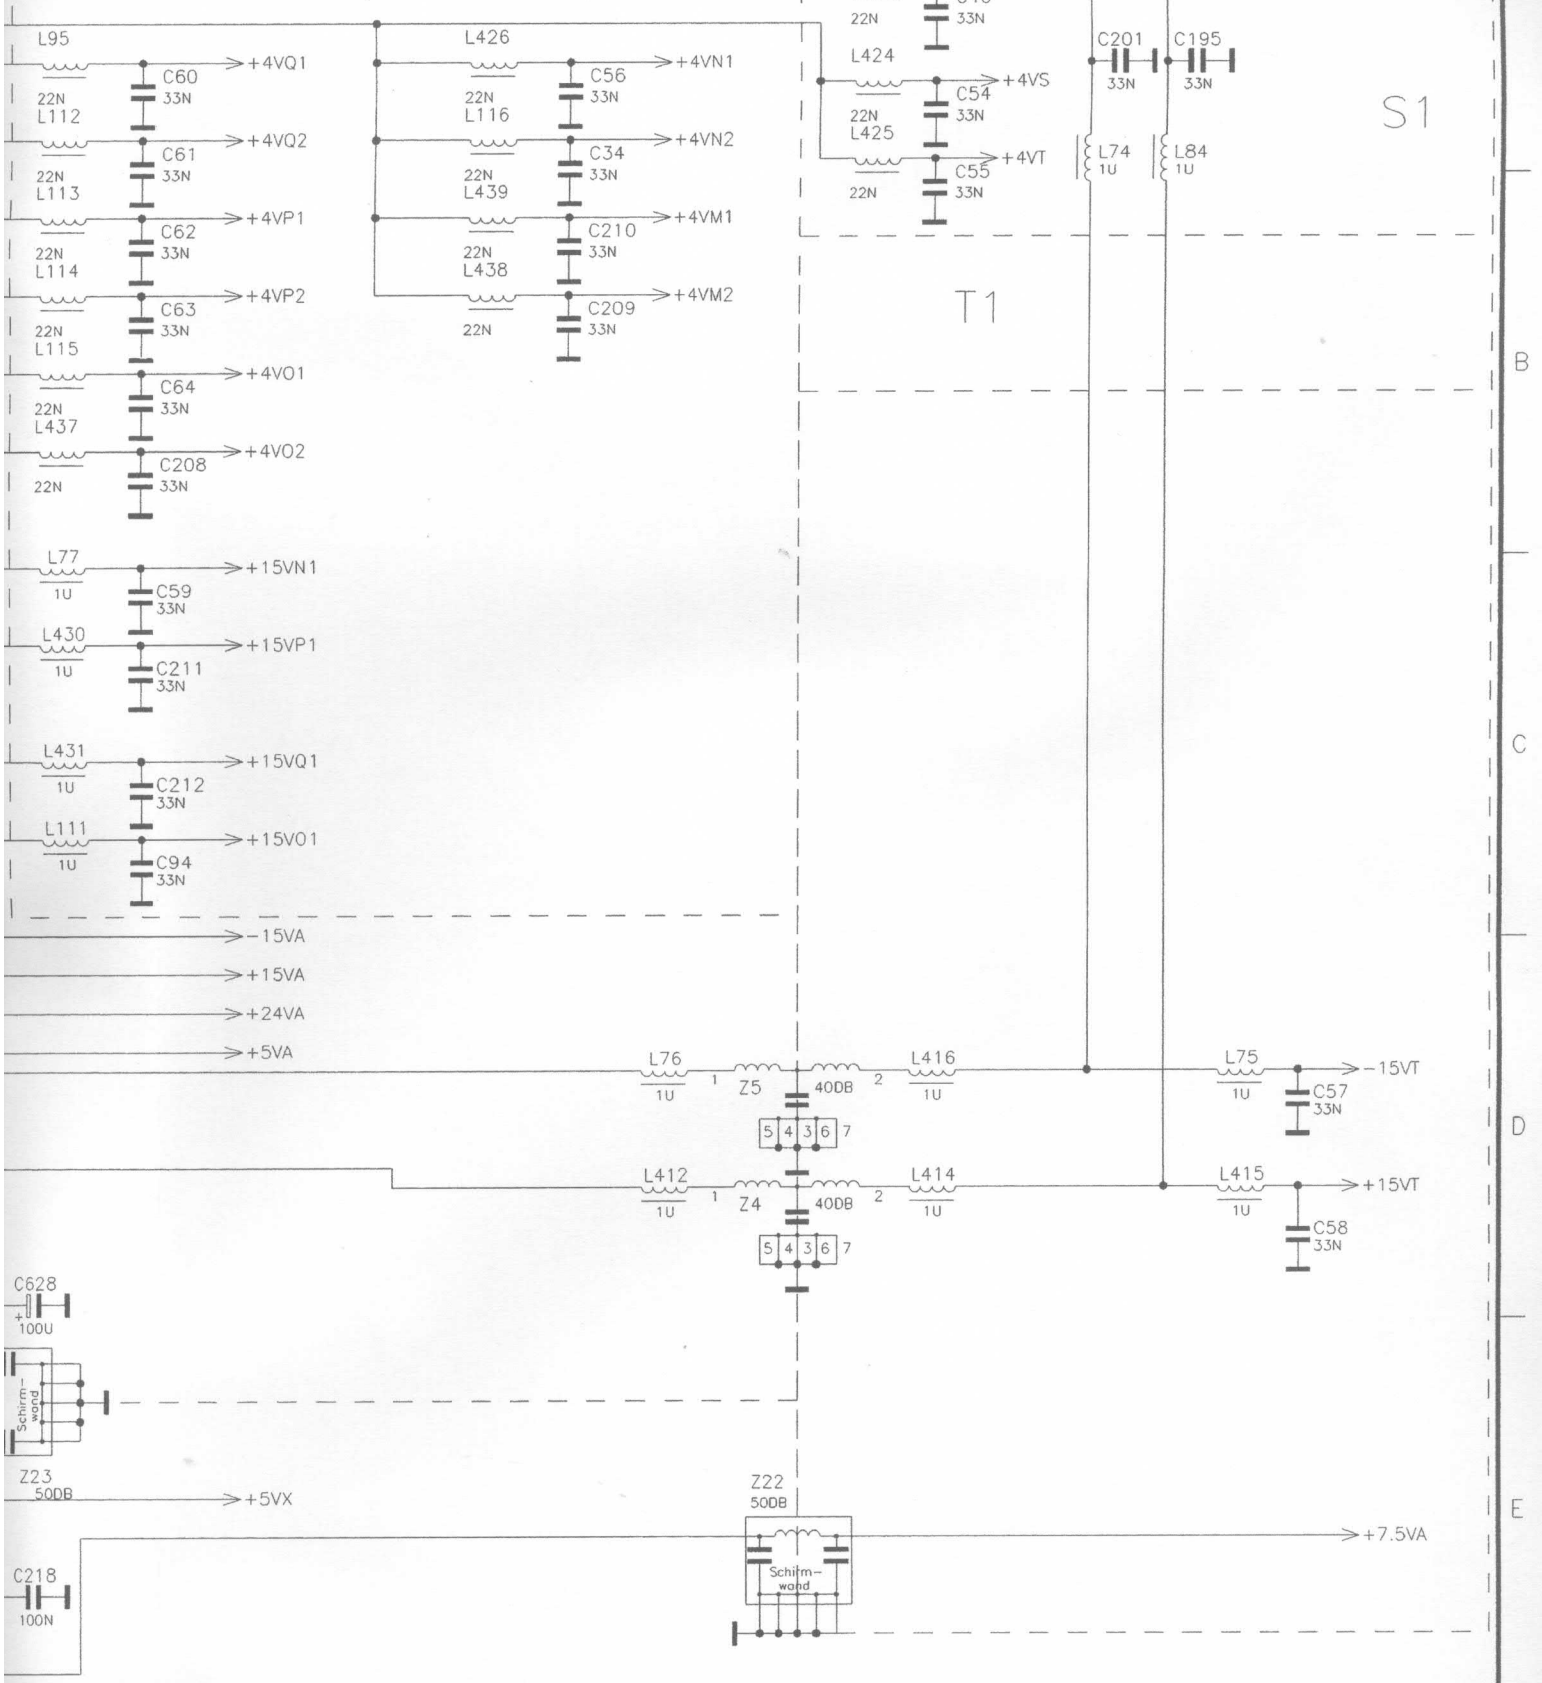 22N
33N
L95
C60
33N
+4VQ1
22N
L112
C61
33N
+4VQ2
22N
L113
C62
33N
+4VP1
22N
L114
C63
33N
+4VP2
22N
L115
C64
33N
+4VO1
22N
L437
C208
33N
+4VO2
22N
L426
C56
33N
+4VN1
22N
L116
C34
33N
+4VN2
22N
L439
C210
33N
+4VM1
22N
L438
C209
33N
+4VM2
22N
L424
C54
33N
+4VS
22N
L425
C55
33N
+4VT
22N
C201
33N
C195
33N
L74
1U
L84
1U
S1
T1
B
L77
1U
C59
33N
+15VN1
L430
1U
C211
33N
+15VP1
L431
1U
C212
33N
+15VQ1
L111
1U
C94
33N
+15VO1
C
-15VA
+15VA
+24VA
+5VA
L76
1U
1
Z5
40DB
2
L416
1U
L75
1U
-15VT
C57
33N
5 4 3 6 7
D
L412
1U
1
Z4
40DB
2
L414
1U
L415
1U
+15VT
C58
33N
5 4 3 6 7
C628
+
100U
Schirm-
wand
Z23
50DB
+5VX
Z22
50DB
Schirm-
wand
+7.5VA
E
C218
100N